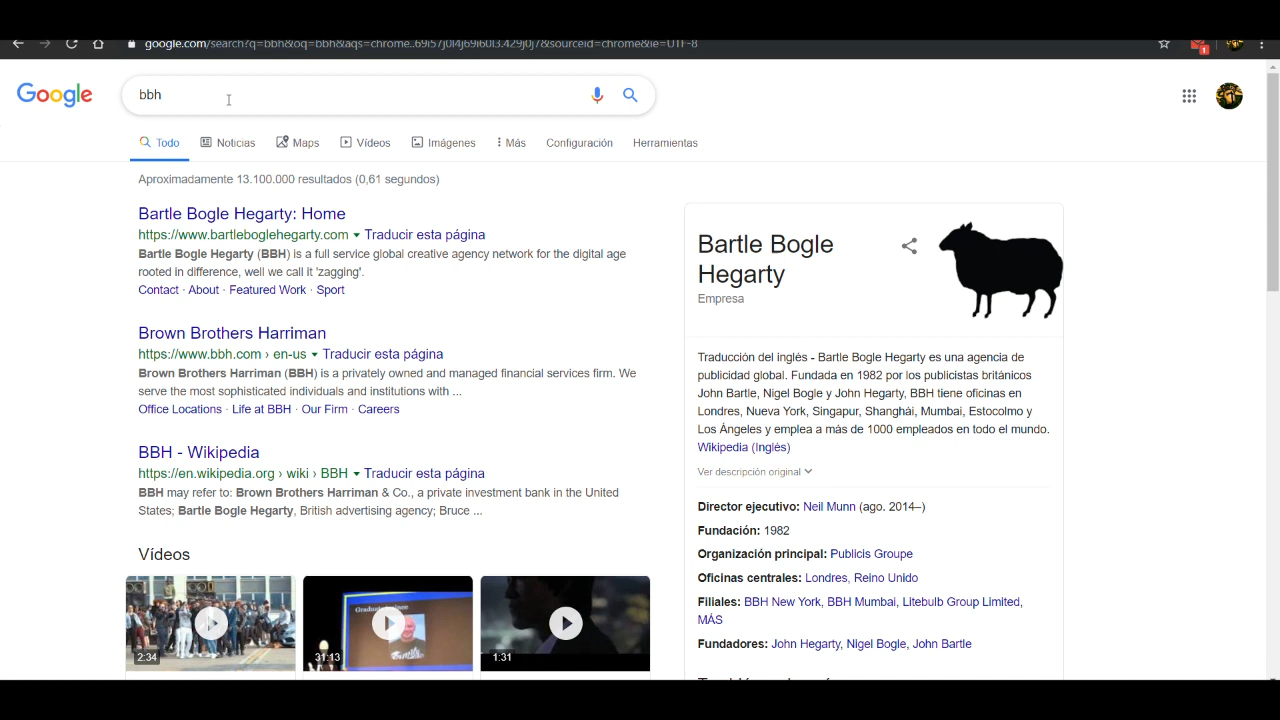 google.com/search?q=bbh&oq=bbh&aqs=chrome..69i57j0l4j69i60l3.429j0j7&sourceid=chrome&ie=UTF-8
1
Google
bbh
Todo
Noticias
Maps
Vídeos
Imágenes
Más
Configuración
Herramientas
Aproximadamente 13.100.000 resultados (0,61 segundos)
Bartle Bogle Hegarty: Home
https://www.bartleboglehegarty.com ▾ Traducir esta página
Bartle Bogle Hegarty (BBH) is a full service global creative agency network for the digital age
rooted in difference, well we call it 'zagging'.
Contact · About · Featured Work · Sport
Brown Brothers Harriman
https://www.bbh.com › en-us ▾ Traducir esta página
Brown Brothers Harriman (BBH) is a privately owned and managed financial services firm. We
serve the most sophisticated individuals and institutions with ...
Office Locations · Life at BBH · Our Firm · Careers
BBH - Wikipedia
https://en.wikipedia.org › wiki › BBH ▾ Traducir esta página
BBH may refer to: Brown Brothers Harriman & Co., a private investment bank in the United
States; Bartle Bogle Hegarty, British advertising agency; Bruce ...
Vídeos
2:34
Graduate trainee
31:13
1:31
Bartle Bogle
Hegarty
Empresa
Traducción del inglés - Bartle Bogle Hegarty es una agencia de
publicidad global. Fundada en 1982 por los publicistas británicos
John Bartle, Nigel Bogle y John Hegarty, BBH tiene oficinas en
Londres, Nueva York, Singapur, Shanghái, Mumbai, Estocolmo y
Los Ángeles y emplea a más de 1000 empleados en todo el mundo.
Wikipedia (Inglés)
Ver descripción original
Director ejecutivo: Neil Munn (ago. 2014–)
Fundación: 1982
Organización principal: Publicis Groupe
Oficinas centrales: Londres, Reino Unido
Filiales: BBH New York, BBH Mumbai, Litebulb Group Limited,
MÁS
Fundadores: John Hegarty, Nigel Bogle, John Bartle